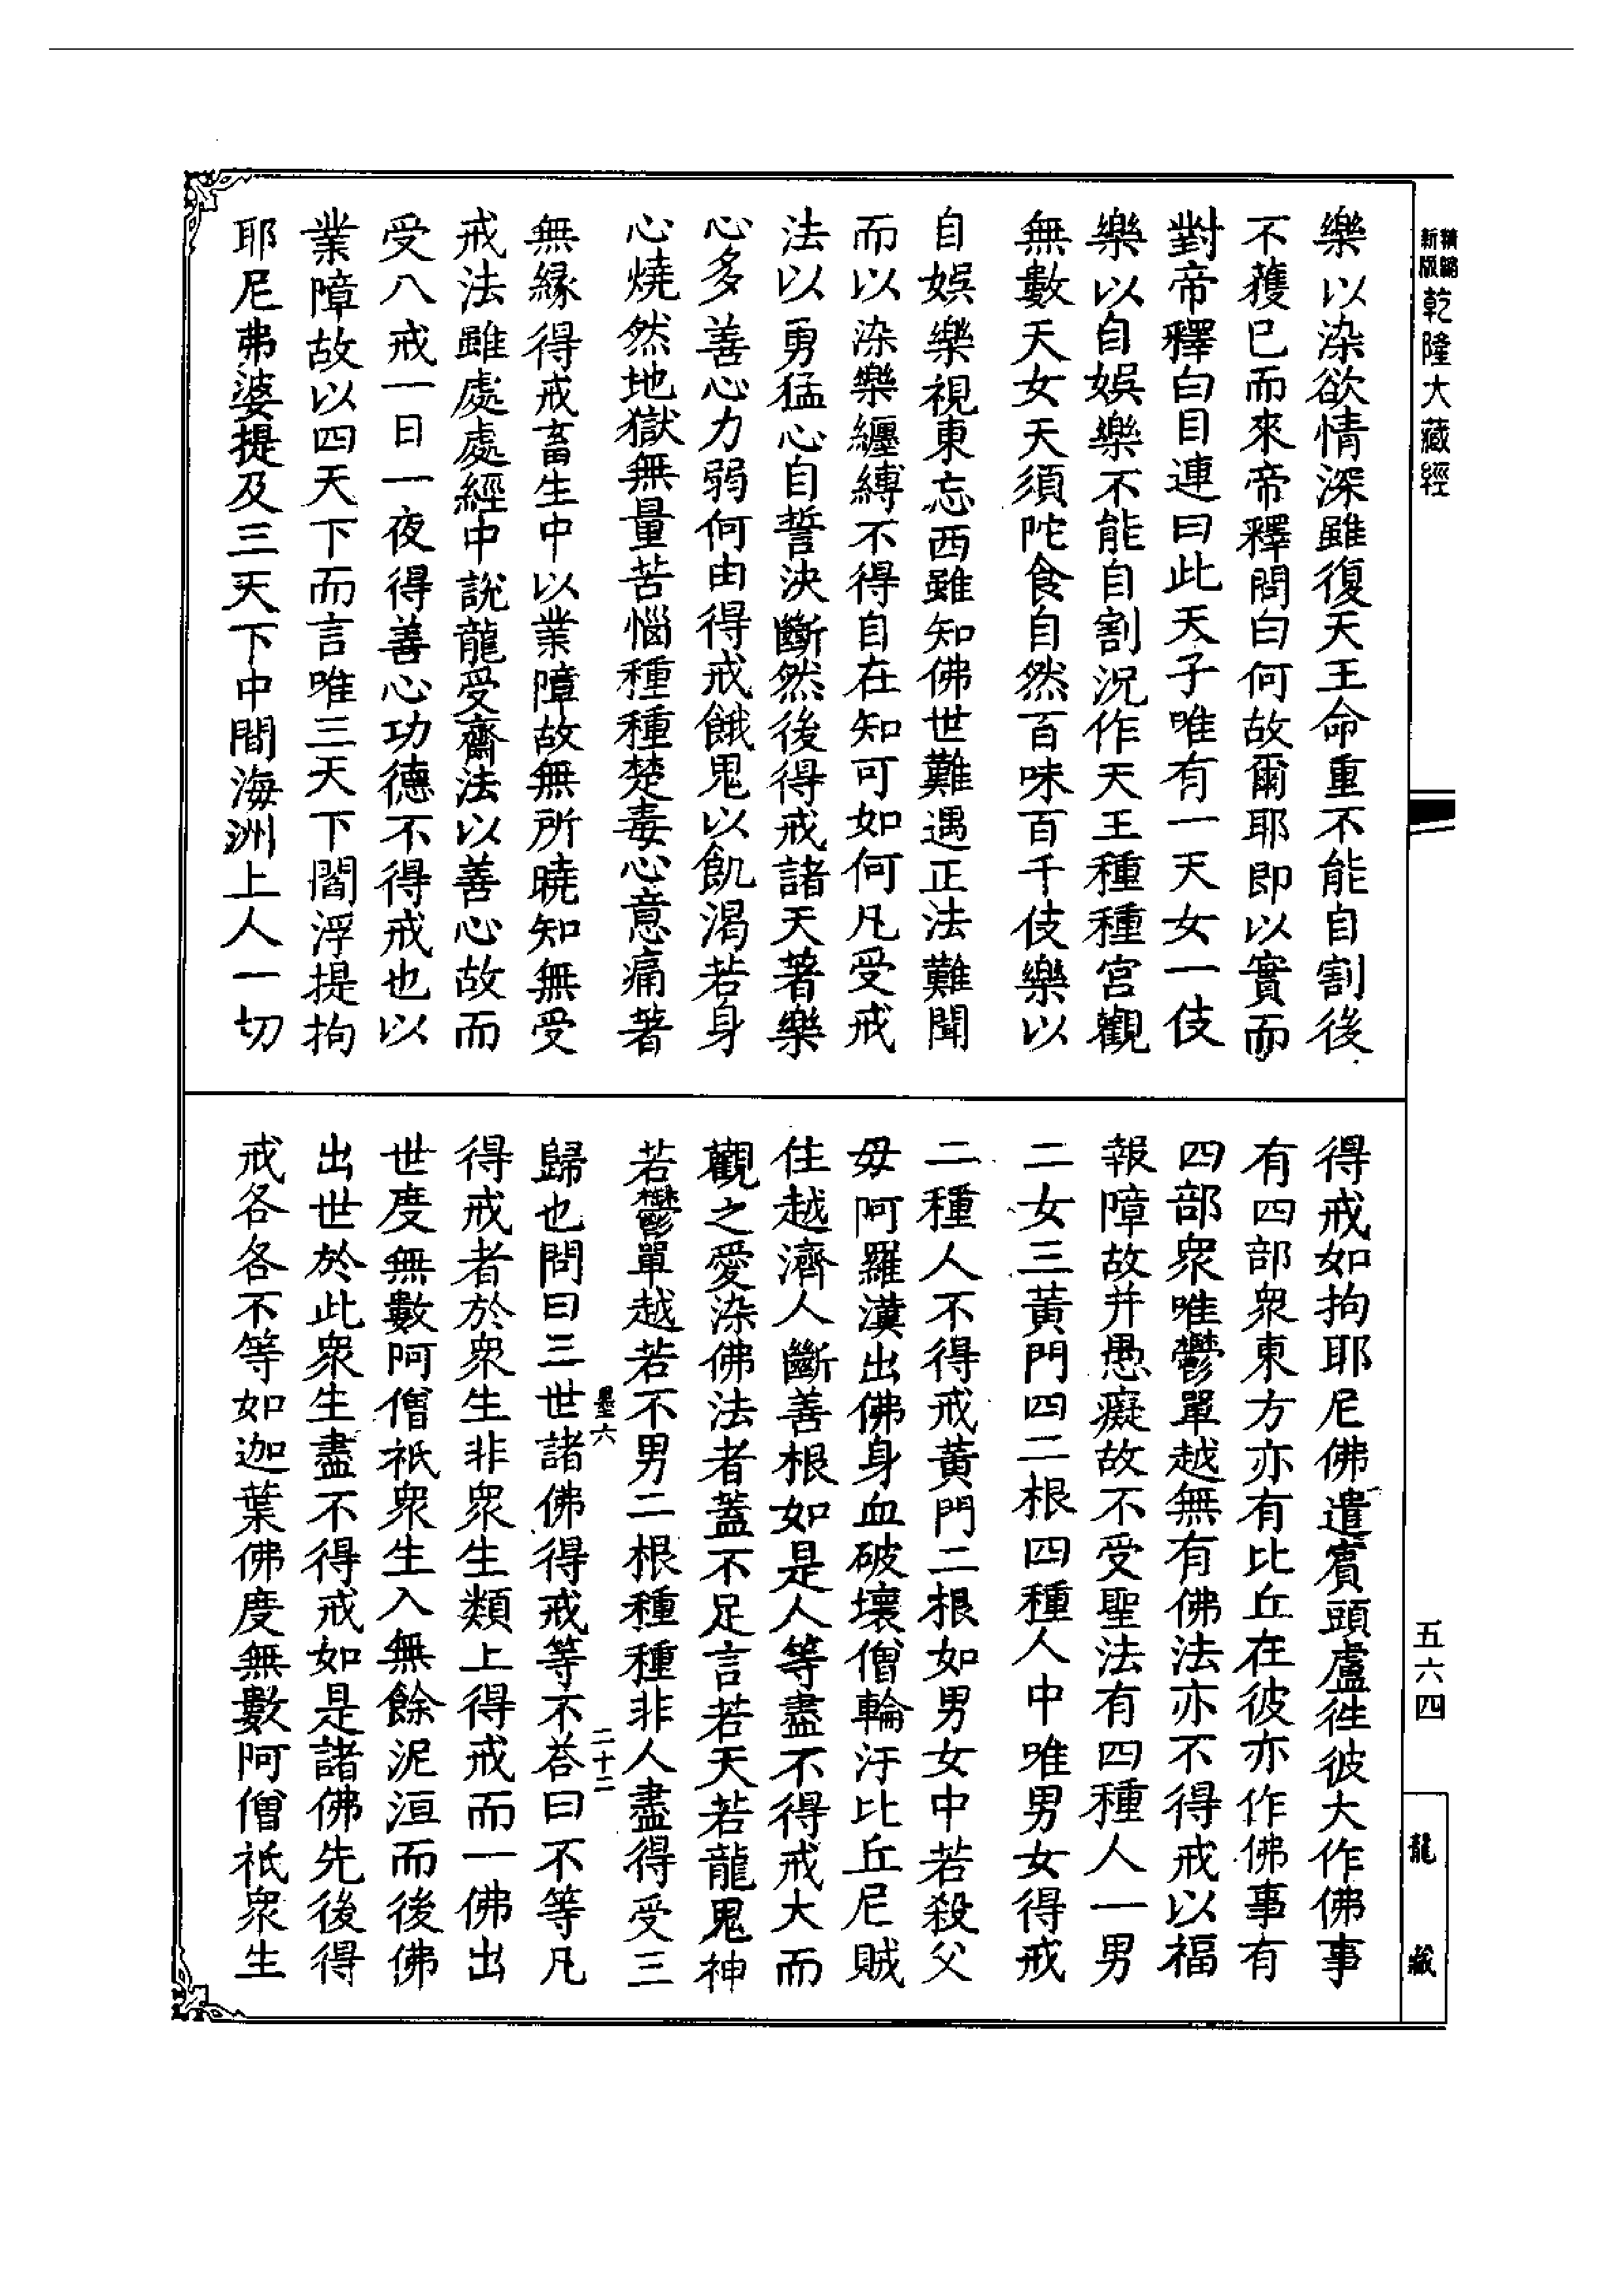 精縮新版乾隆大藏經
樂以染欲情深雖復天王命重不能自割後
不獲已而來帝釋問曰何故爾耶即以實而
對帝釋白目連曰此天子唯有一天女一伎
樂以自娛樂不能自割況作天王種種宮觀
無數天女天須陀食自然百味百千伎樂以
自娛樂視東忘西雖知佛世難遇正法難聞
而以染樂纏縛不得自在知可如何凡受戒
法以勇猛心自誓決斷然後得戒諸天著樂
心多善心力弱何由得戒餓鬼以飢渴若身
心燒然地獄無量苦惱種種楚毒心意痛著
無緣得戒畜生中以業障故無所曉知無受
戒法雖處處經中說龍受齋法以善心故而
受八戒一日一夜得善心功德不得戒也以
業障故以四天下而言唯三天下閻浮提拘
耶尼弗婆提及三天下中間海洲上人一切
得戒如拘耶尼佛遣賓頭盧往彼大作佛事
有四部眾東方亦有比丘在彼亦作佛事有
四部眾唯鬱單越無有佛法亦不得戒以福
報障故并愚癡故不受聖法有四種人一男
二女三黃門四二根四種人中唯男女得戒
二種人不得戒黃門二根如男女中若殺父
毋阿羅漢出佛身血破壞僧輪汙比丘尼賊
住越濟人斷善根如是人等盡不得戒大而
觀之愛染佛法者蓋不足言若天若龍鬼神
若鬱單越若不男二根種種非人盡得受三
歸也問曰三世諸佛得戒等不荅曰不等凡
得戒者於眾生非眾生類上得戒而一佛出
世度無數阿僧祇眾生入無餘泥洹而後佛
出世於此眾生盡不得戒如是諸佛先後得
戒各各不等如迦葉佛度無數阿僧祇眾生
墨六
二十二
五六四
龍藏